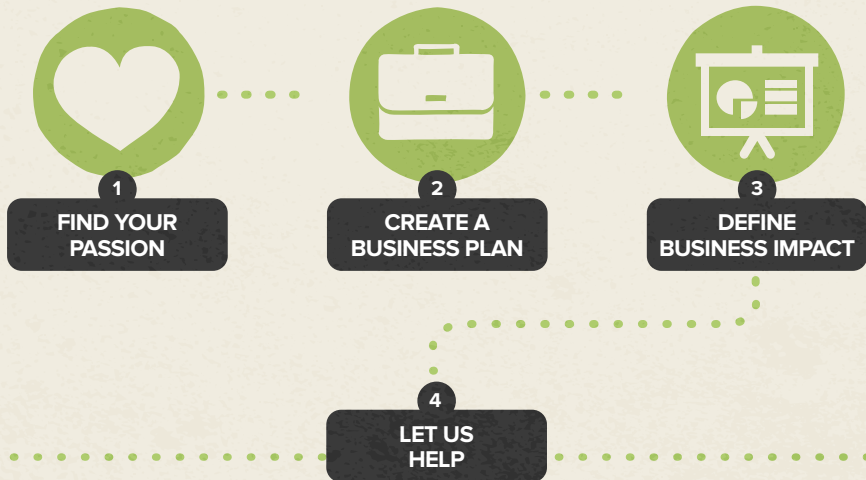 1
FIND YOUR
PASSION
2
CREATE A
BUSINESS PLAN
3
DEFINE
BUSINESS IMPACT
4
LET US
HELP